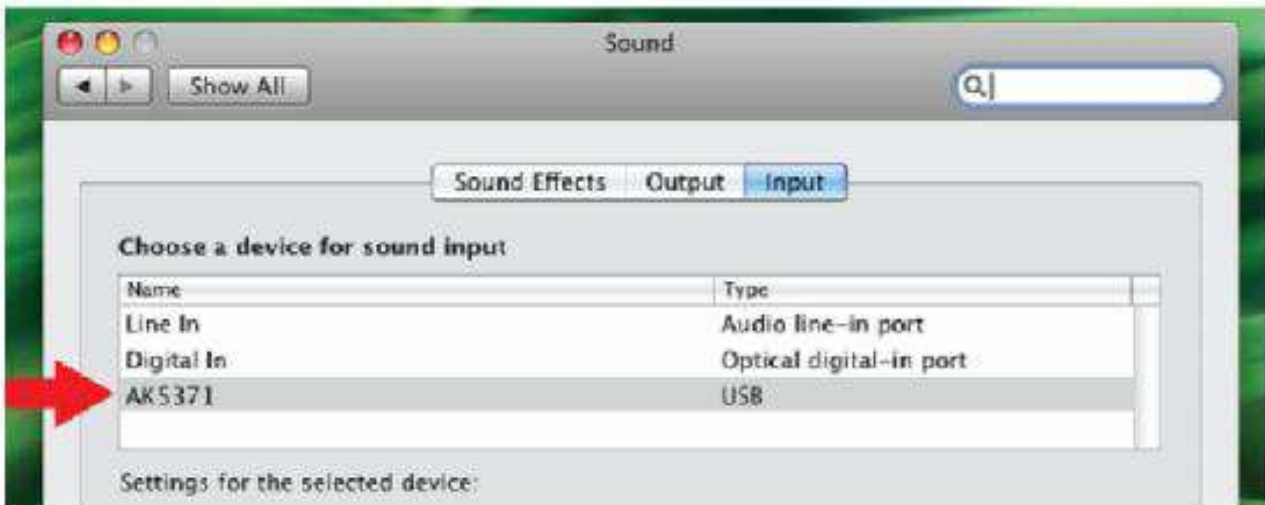 Sound
Show All
Sound Effects Output Input
Choose a device for sound input
Name Type
Line In Audio line-in port
Digital In Optical digital-in port
AK5371 USB
Settings for the selected device: